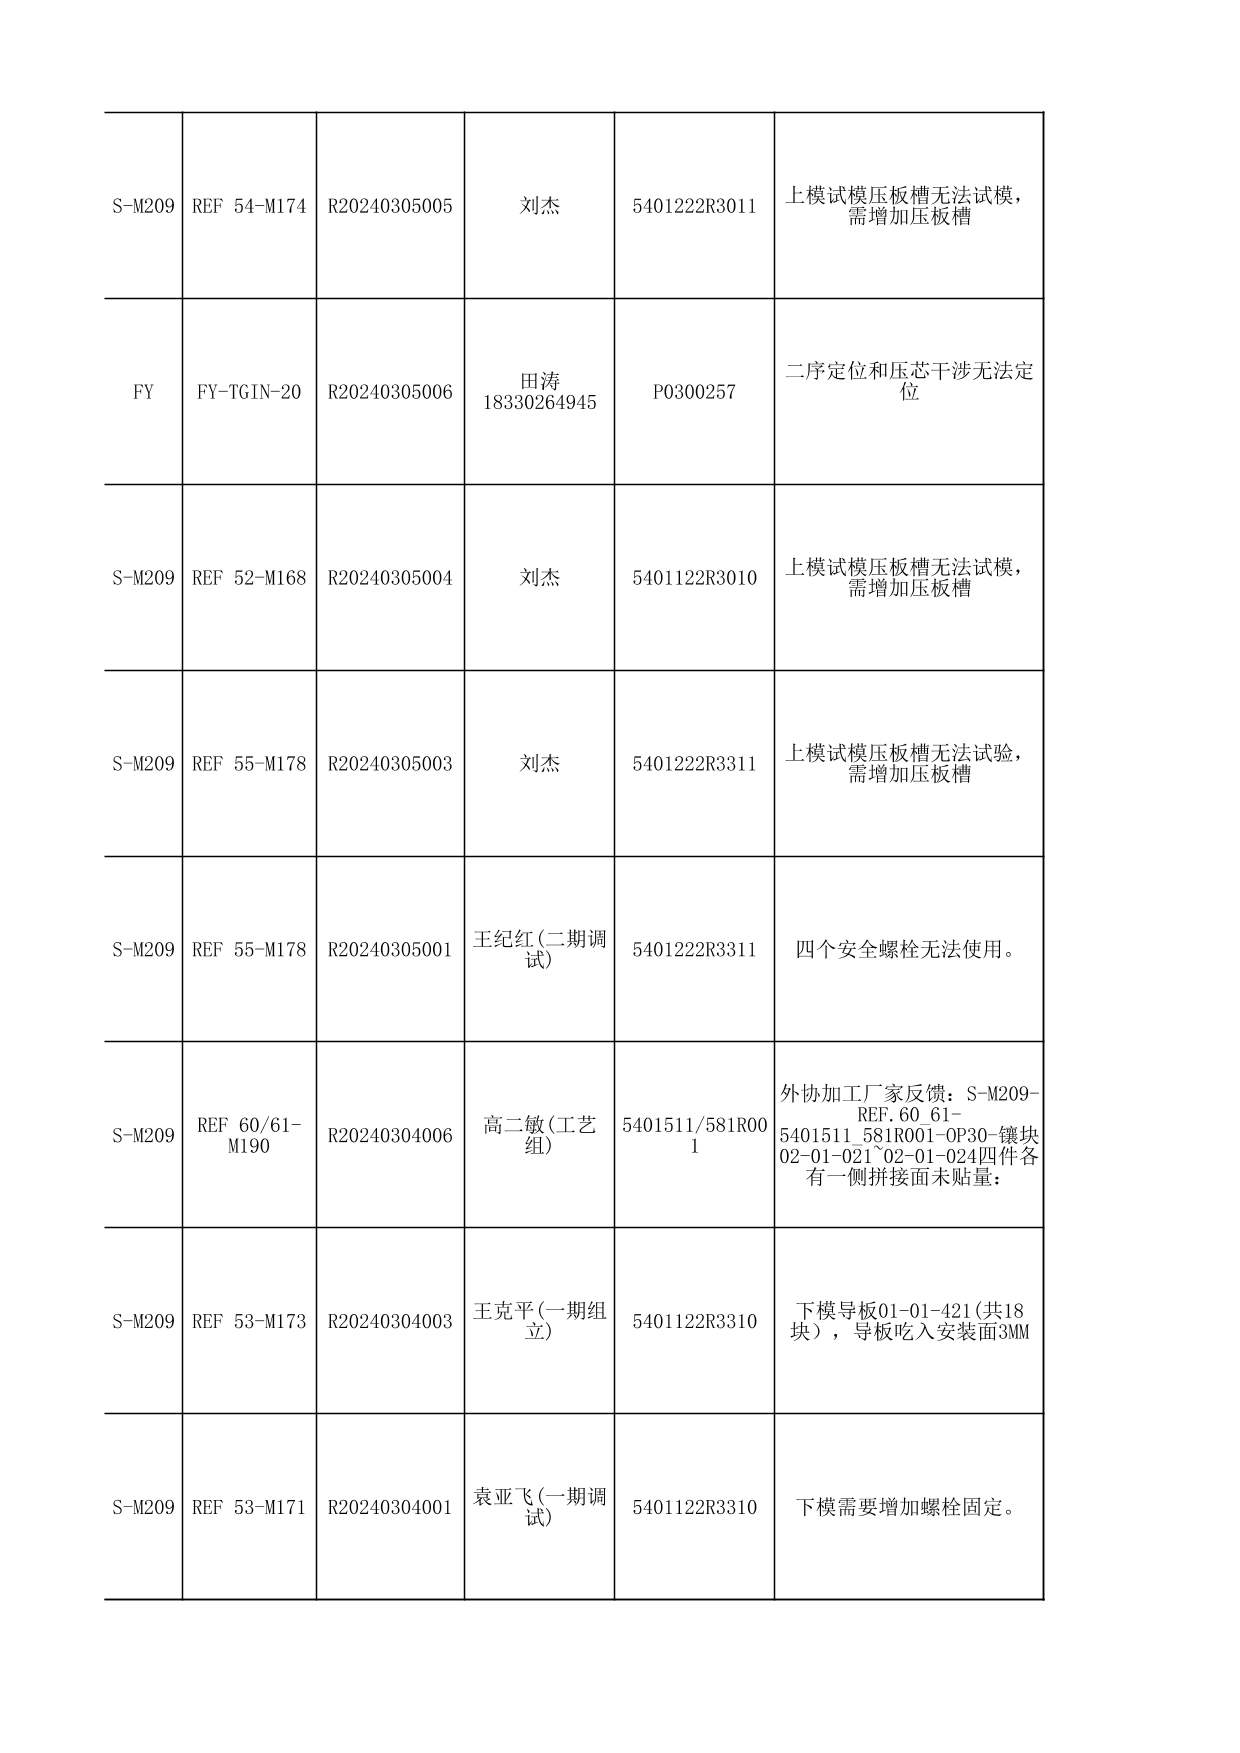 S-M209 REF 54-M174 R20240305005 刘杰 5401222R3011 上模试模压板槽无法试模，
需增加压板槽
FY FY-TGIN-20 R20240305006 田涛
18330264945 P0300257 二序定位和压芯干涉无法定
位
S-M209 REF 52-M168 R20240305004 刘杰 5401122R3010 上模试模压板槽无法试模，
需增加压板槽
S-M209 REF 55-M178 R20240305003 刘杰 5401222R3311 上模试模压板槽无法试验，
需增加压板槽
S-M209 REF 55-M178 R20240305001 王纪红(二期调
试) 5401222R3311 四个安全螺栓无法使用。
S-M209 REF 60/61-
M190 R20240304006 高二敏(工艺
组) 5401511/581R00
1 外协加工厂家反馈：S-M209-
REF.60_61-
5401511_581R001-OP30-镶块
02-01-021~02-01-024四件各
有一侧拼接面未贴量：
S-M209 REF 53-M173 R20240304003 王克平(一期组
立) 5401122R3310 下模导板01-01-421(共18
块），导板吃入安装面3MM
S-M209 REF 53-M171 R20240304001 袁亚飞(一期调
试) 5401122R3310 下模需要增加螺栓固定。